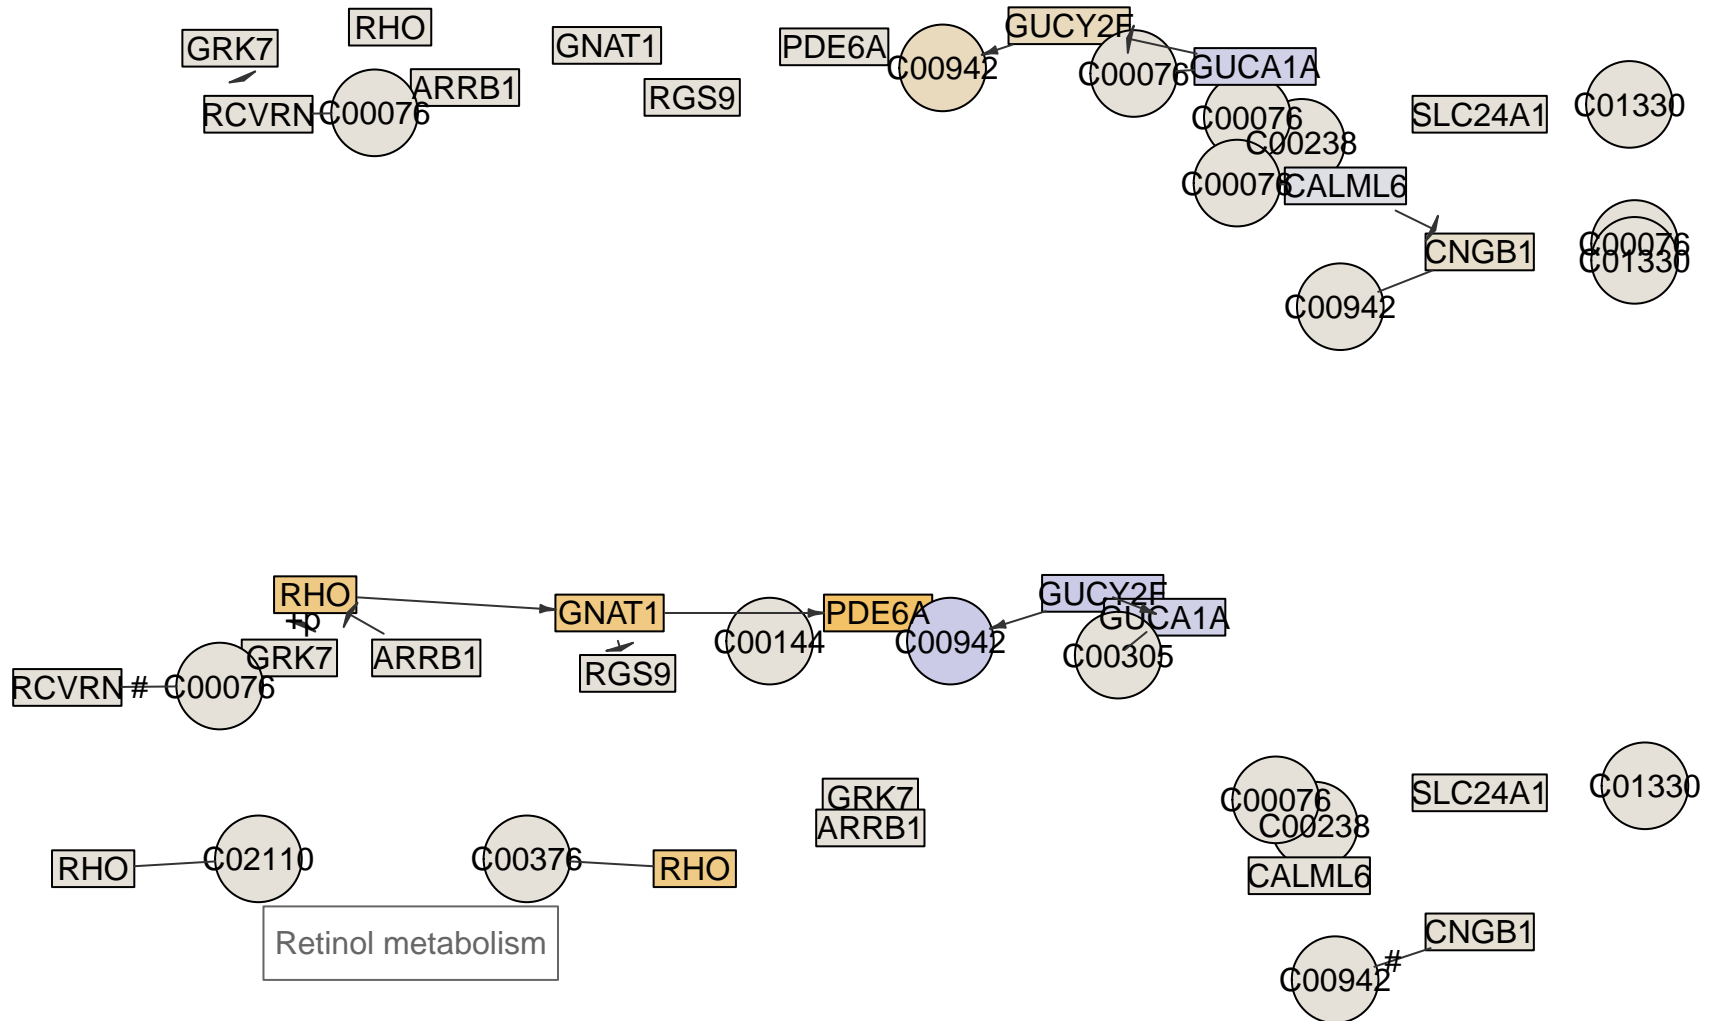 GRK7
RHO
GNAT1
PDE6A
C00942
GUCY2F
C00076
GUCA1A
RCVRN
C00076
ARRB1
RGS9
C00076
C00238
SLC24A1
C01330
C00076
CALML6
CNGB1
C00076
C01330
C00942
RHO
+p
GNAT1
PDE6A
GUCY2F
GUCA1A
GRK7
ARRB1
RGS9
C00144
C00942
C00305
RCVRN
#
C00076
GRK7
ARRB1
C00076
C00238
SLC24A1
C01330
RHO
C02110
C00376
RHO
CALML6
Retinol metabolism
CNGB1
#
C00942